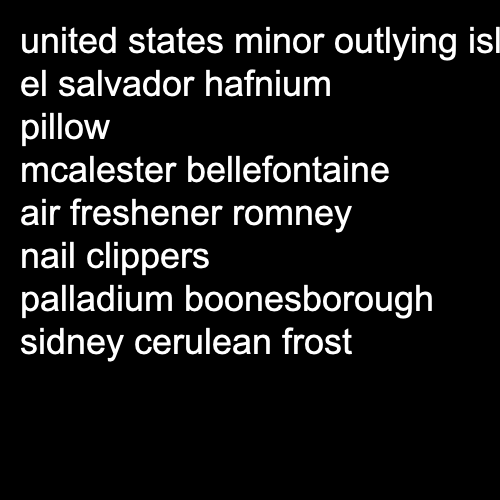 united states minor outlying isl
el salvador hafnium
pillow
mcalester bellefontaine
air freshener romney
nail clippers
palladium boonesborough
sidney cerulean frost